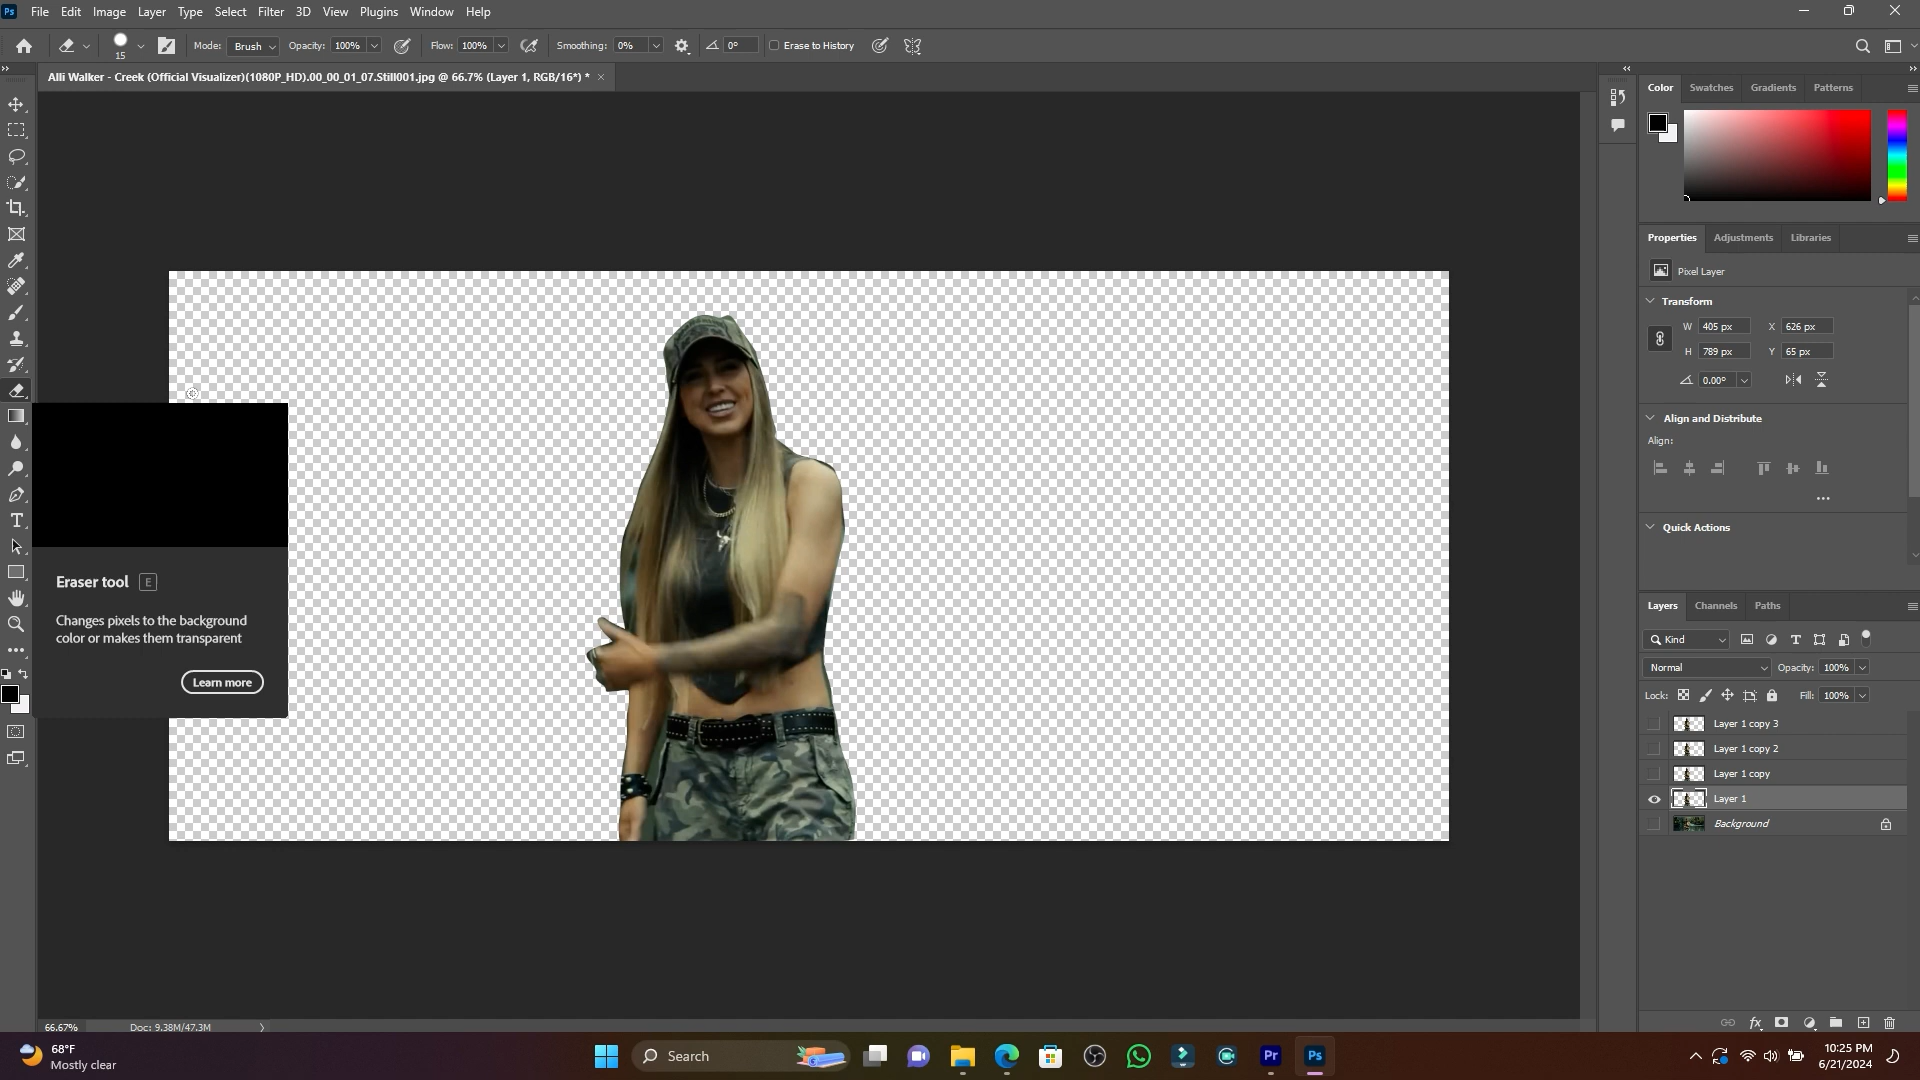 Ps File Edit Image Layer Type Select Filter 3D View Plugins Window Help
15 Mode: Brush Opacity: 100% Flow: 100% Smoothing: 0% 0° Erase to History
Alli Walker - Creek (Official Visualizer)(1080P_HD).00_00_01_07.Still001.jpg @ 66.7% (Layer 1, RGB/16*) *
Color Swatches Gradients Patterns
Properties Adjustments Libraries
Pixel Layer
Transform
W 405 px X 626 px
H 789 px Y 65 px
0.00°
Align and Distribute
Align:
Quick Actions
Eraser tool E
Changes pixels to the background
color or makes them transparent
Learn more
Layers Channels Paths
Kind
Normal Opacity: 100%
Lock: Fill: 100%
Layer 1 copy 3
Layer 1 copy 2
Layer 1 copy
Layer 1
Background
66.67% Doc: 9.38M/47.3M
68°F
Mostly clear
Search
Pr Ps
10:25 PM
6/21/2024